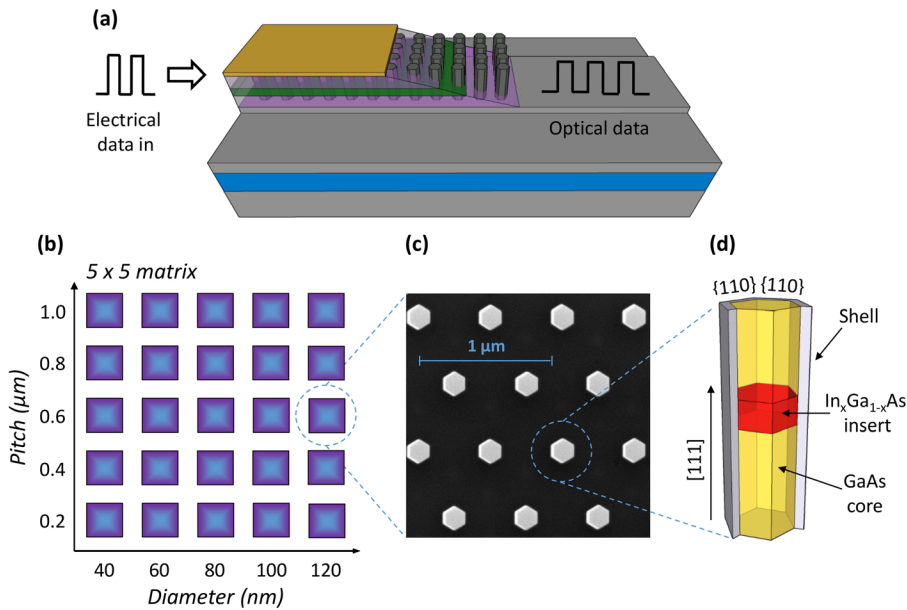 (a)
Electrical
data in
Optical data
(b)
5 x 5 matrix
Pitch (μm)
1.0
0.8
0.6
0.4
0.2
40 60 80 100 120
Diameter (nm)
(c)
1 μm
(d)
{110} {110}
Shell
InₓGa₁₋ₓAs
insert
[111]
GaAs
core